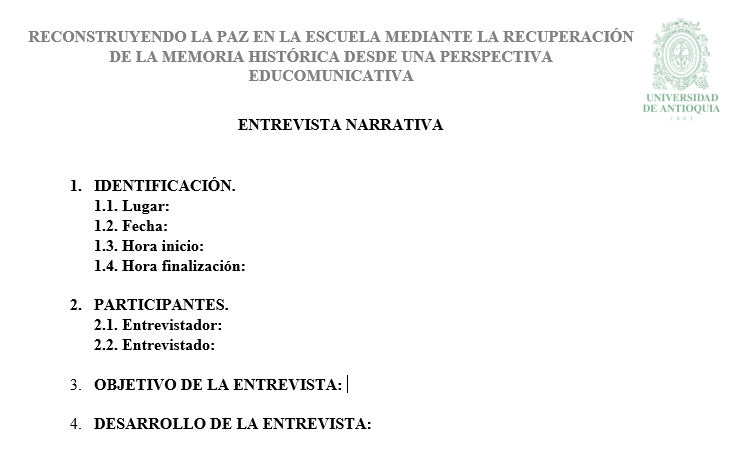 RECONSTRUYENDO LA PAZ EN LA ESCUELA MEDIANTE LA RECUPERACIÓN
DE LA MEMORIA HISTÓRICA DESDE UNA PERSPECTIVA
EDUCOMUNICATIVA
UNIVERSIDAD
DE ANTIOQUIA
1803
ENTREVISTA NARRATIVA
1. IDENTIFICACIÓN.
1.1. Lugar:
1.2. Fecha:
1.3. Hora inicio:
1.4. Hora finalización:
2. PARTICIPANTES.
2.1. Entrevistador:
2.2. Entrevistado:
3. OBJETIVO DE LA ENTREVISTA:
4. DESARROLLO DE LA ENTREVISTA: